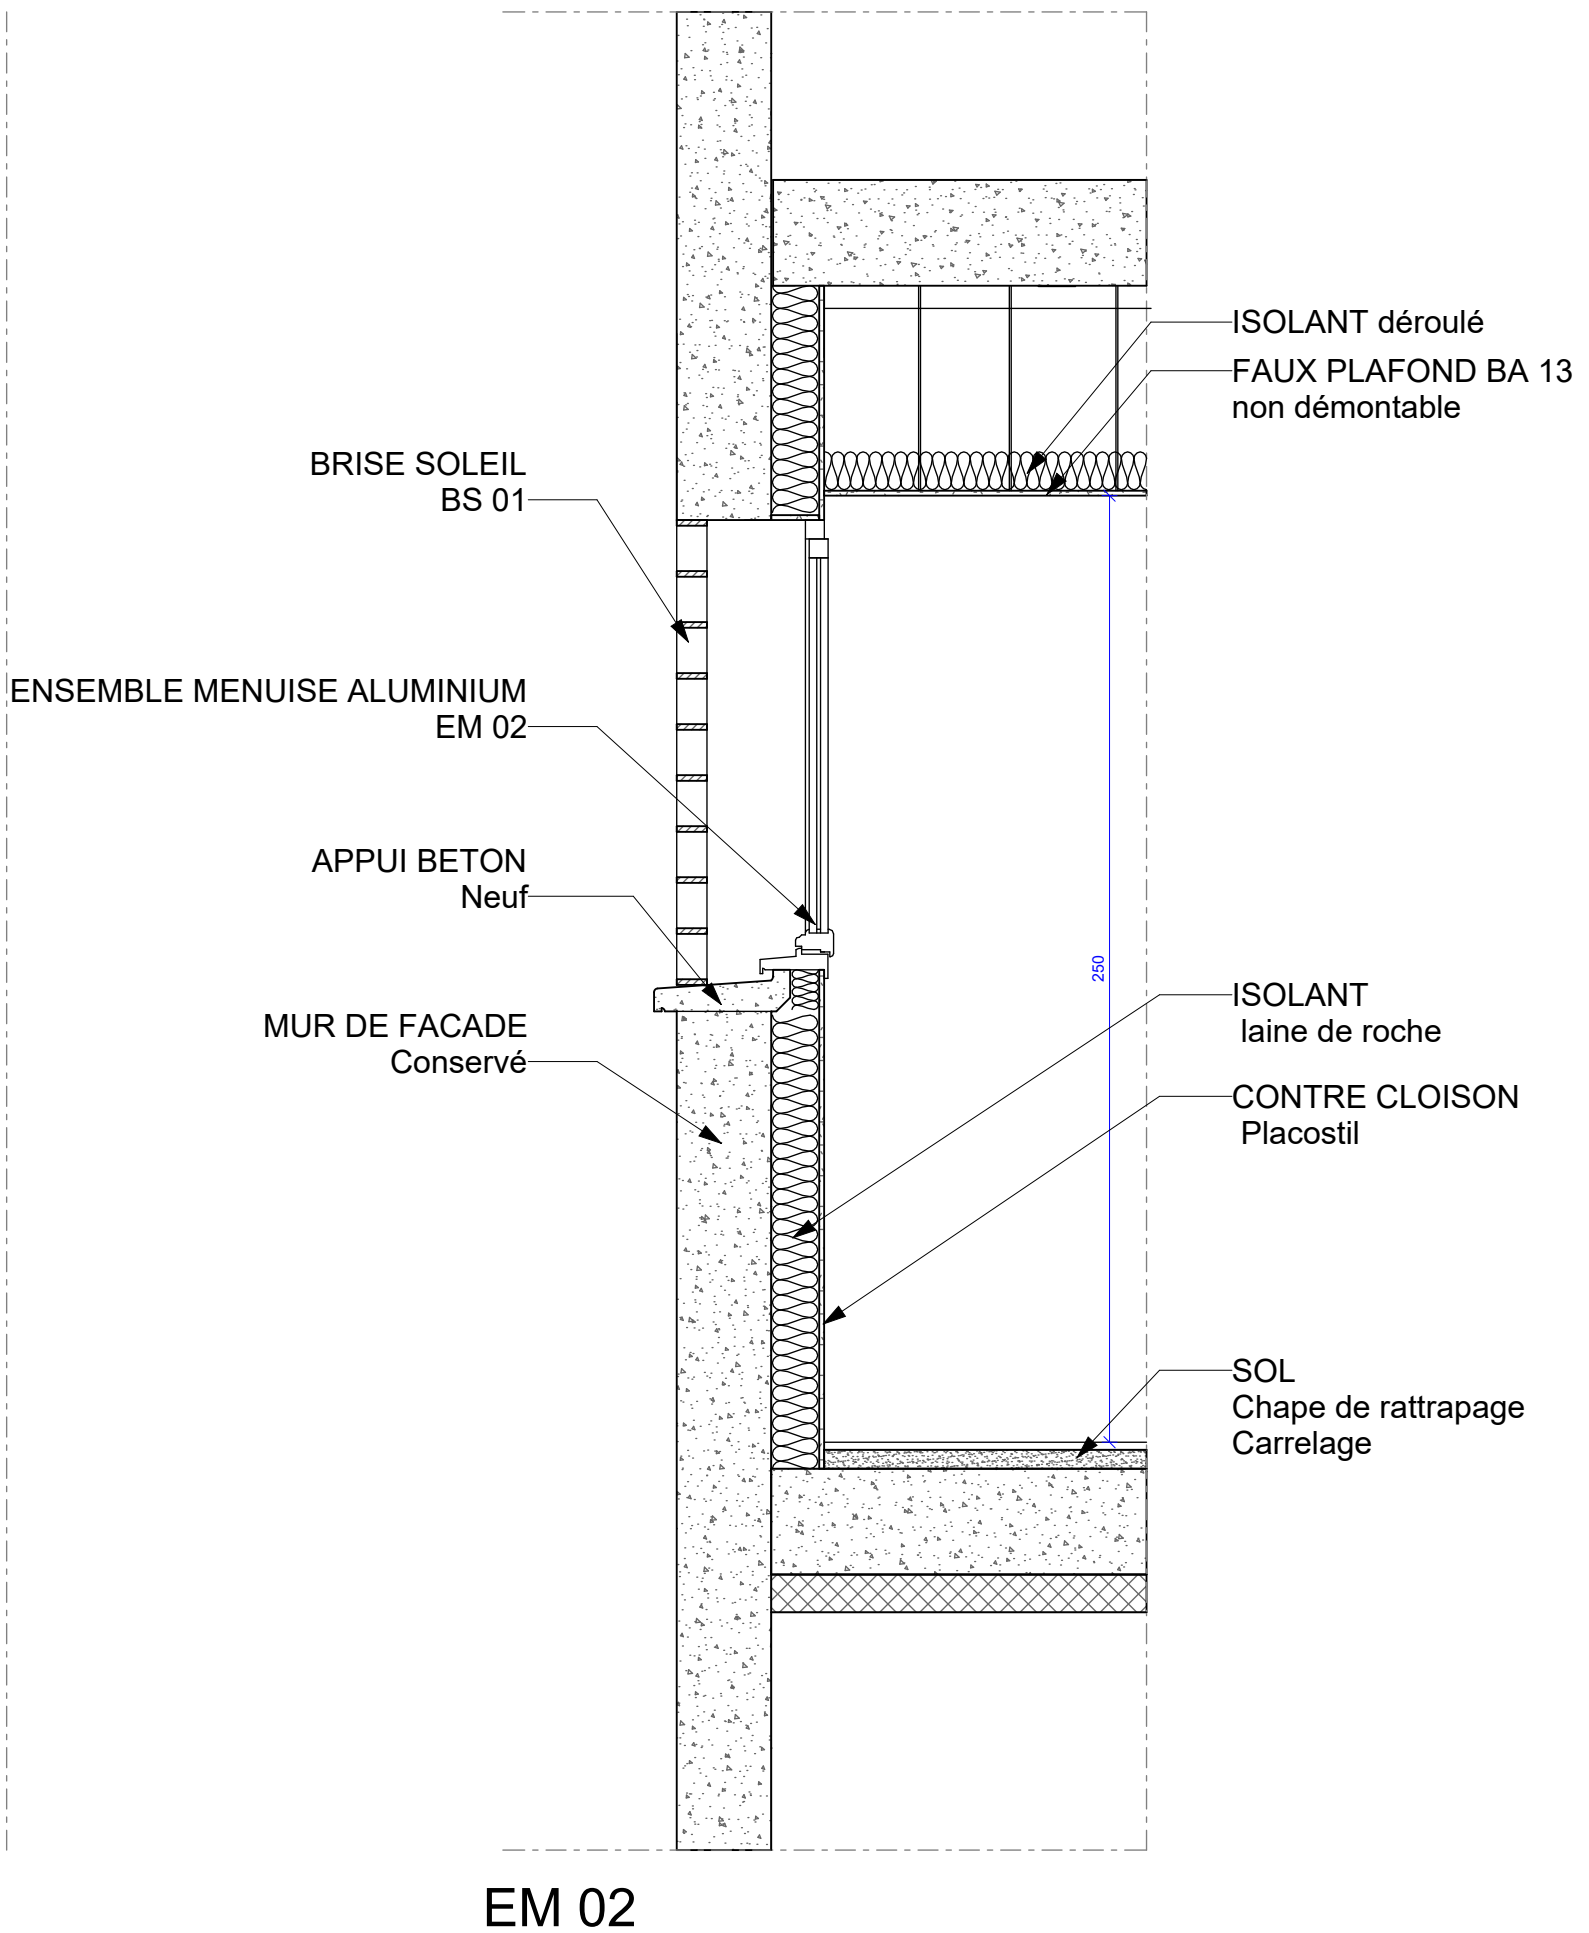 ISOLANT déroulé
FAUX PLAFOND BA 13
non démontable
BRISE SOLEIL
BS 01
ENSEMBLE MENUISE ALUMINIUM
EM 02
APPUI BETON
Neuf
MUR DE FACADE
Conservé
250
ISOLANT
laine de roche
CONTRE CLOISON
Placostil
SOL
Chape de rattrapage
Carrelage
EM 02